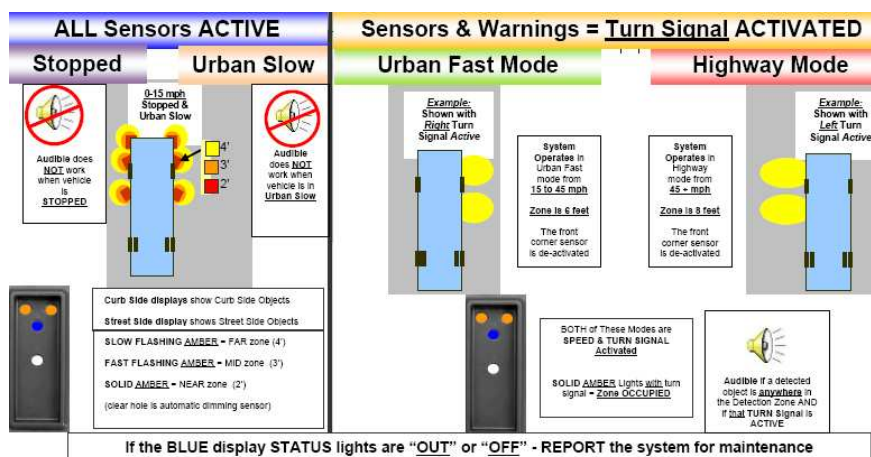 ALL Sensors ACTIVE
Sensors & Warnings = Turn Signal ACTIVATED
Stopped
Urban Slow
Urban Fast Mode
Highway Mode
Audible does
NOT work
when vehicle
is
STOPPED
0-15 mph
Stopped &
Urban Slow
4'
3'
2'
Audible
does NOT
work when
vehicle is in
Urban Slow
Example:
Shown with
Right Turn
Signal Active
System
Operates in
Urban Fast
mode from
15 to 45 mph
Zone is 6 feet
The front
corner sensor
is de-activated
System
Operates in
Highway
mode from
45 + mph
Zone is 8 feet
The front
corner sensor
is de-activated
Example:
Shown with
Left Turn
Signal Active
Curb Side displays show Curb Side Objects
Street Side display shows Street Side Objects
SLOW FLASHING AMBER = FAR zone (4')
FAST FLASHING AMBER = MID zone (3')
SOLID AMBER = NEAR zone (2')
(clear hole is automatic dimming sensor)
BOTH of These Modes are
SPEED & TURN SIGNAL
Activated
SOLID AMBER Lights with turn
signal = Zone OCCUPIED
Audible if a detected
object is anywhere in
the Detection Zone AND
if that TURN Signal is
ACTIVE
If the BLUE display STATUS lights are “OUT” or “OFF” - REPORT the system for maintenance